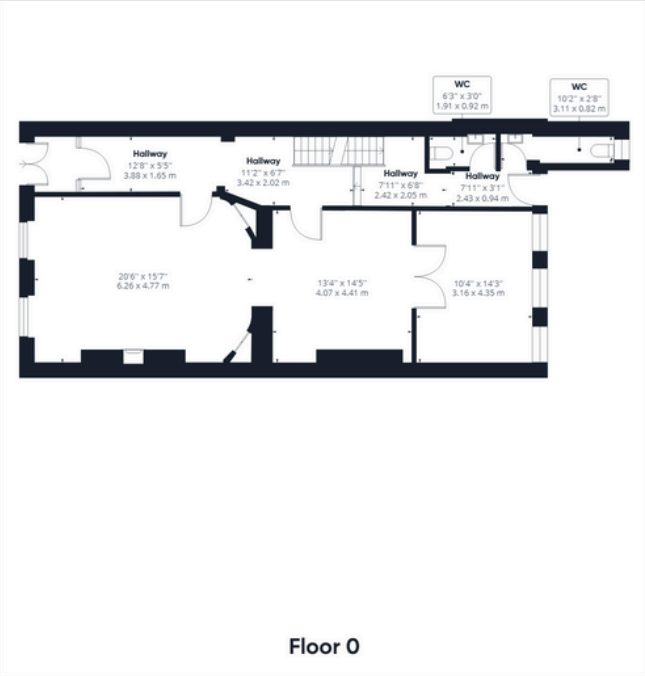 WC
6'3" x 3'0"
1.91 x 0.92 m
WC
10'2" x 2'8"
3.11 x 0.82 m
Hallway
12'8" x 5'5"
3.88 x 1.65 m
Hallway
11'2" x 6'7"
3.42 x 2.02 m
Hallway
7'11" x 6'8"
2.42 x 2.05 m
Hallway
7'11" x 3'1"
2.43 x 0.94 m
20'6" x 15'7"
6.26 x 4.77 m
13'4" x 14'5"
4.07 x 4.41 m
10'4" x 14'3"
3.16 x 4.35 m
Floor 0